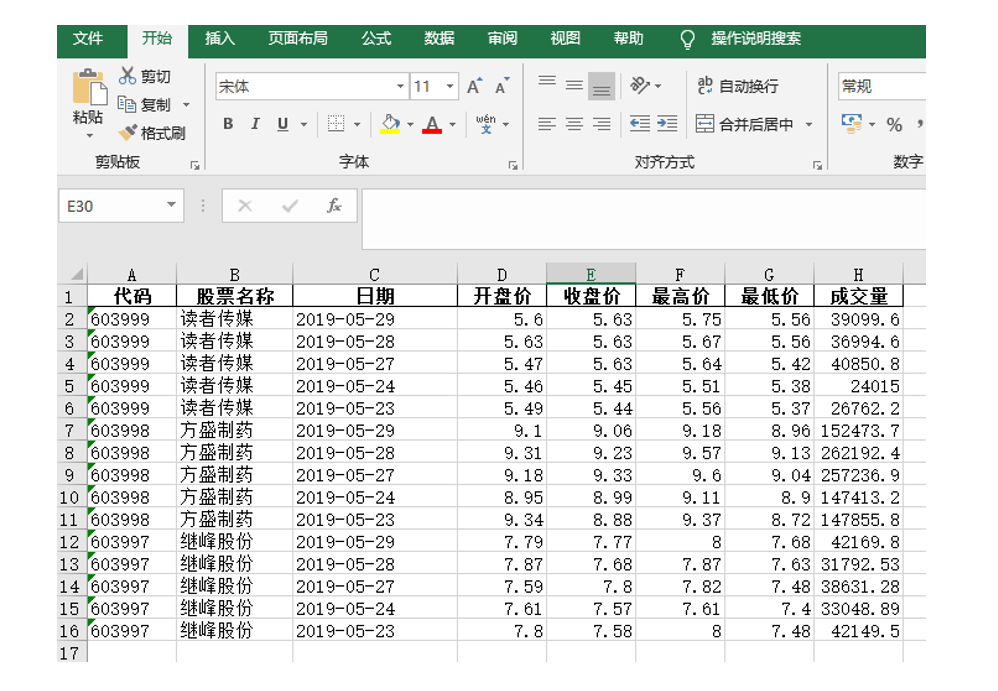 文件 开始 插入 页面布局 公式 数据 审阅 视图 帮助 操作说明搜索
剪切
复制
格式刷
粘贴
剪贴板
宋体 11 A A
B I U A wén 文
字体
ab 自动换行
合并后居中
对齐方式
常规
% ,
数字
E30 fx
A B C D E F G H
1 代码 股票名称 日期 开盘价 收盘价 最高价 最低价 成交量
2 603999 读者传媒 2019-05-29 5.6 5.63 5.75 5.56 39099.6
3 603999 读者传媒 2019-05-28 5.63 5.63 5.67 5.56 36994.6
4 603999 读者传媒 2019-05-27 5.47 5.63 5.64 5.42 40850.8
5 603999 读者传媒 2019-05-24 5.46 5.45 5.51 5.38 24015
6 603999 读者传媒 2019-05-23 5.49 5.44 5.56 5.37 26762.2
7 603998 方盛制药 2019-05-29 9.1 9.06 9.18 8.96 152473.7
8 603998 方盛制药 2019-05-28 9.31 9.23 9.57 9.13 262192.4
9 603998 方盛制药 2019-05-27 9.18 9.33 9.6 9.04 257236.9
10 603998 方盛制药 2019-05-24 8.95 8.99 9.11 8.9 147413.2
11 603998 方盛制药 2019-05-23 9.34 8.88 9.37 8.72 147855.8
12 603997 继峰股份 2019-05-29 7.79 7.77 8 7.68 42169.8
13 603997 继峰股份 2019-05-28 7.87 7.68 7.87 7.63 31792.53
14 603997 继峰股份 2019-05-27 7.59 7.8 7.82 7.48 38631.28
15 603997 继峰股份 2019-05-24 7.61 7.57 7.61 7.4 33048.89
16 603997 继峰股份 2019-05-23 7.8 7.58 8 7.48 42149.5
17